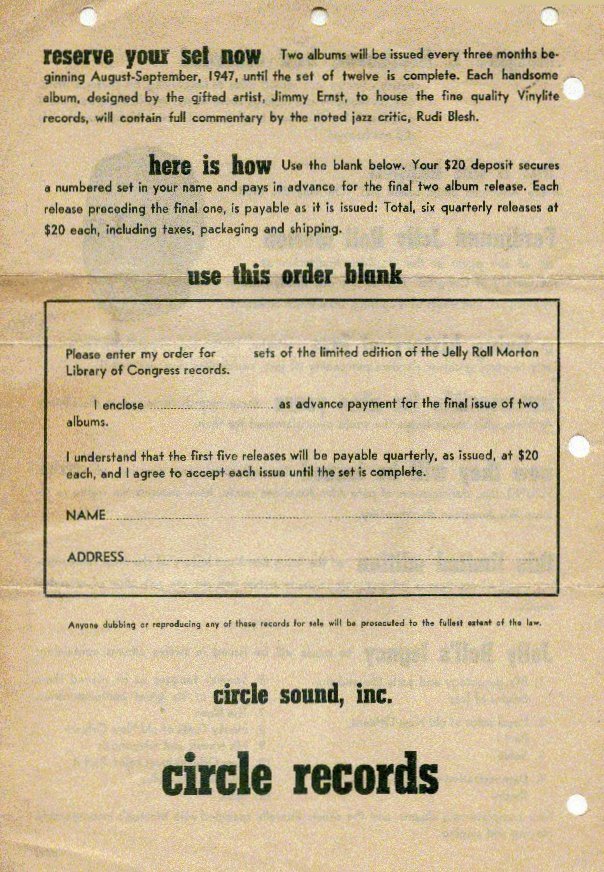 reserve your set now Two albums will be issued every three months be-
ginning August-September, 1947, until the set of twelve is complete. Each handsome
album, designed by the gifted artist, Jimmy Ernst, to house the fine quality Vinylite
records, will contain full commentary by the noted jazz critic, Rudi Blesh.
here is how Use the blank below. Your $20 deposit secures
a numbered set in your name and pays in advance for the final two album release. Each
release preceding the final one, is payable as it is issued: Total, six quarterly releases at
$20 each, including taxes, packaging and shipping.
use this order blank
Please enter my order for sets of the limited edition of the Jelly Roll Morton
Library of Congress records.
I enclose ........................ as advance payment for the final issue of two
albums.
I understand that the first five releases will be payable quarterly, as issued, at $20
each, and I agree to accept each issue until the set is complete.
NAME
ADDRESS
Anyone dubbing or reproducing any of these records for sale will be prosecuted to the fullest extent of the law.
circle sound, inc.
circle records